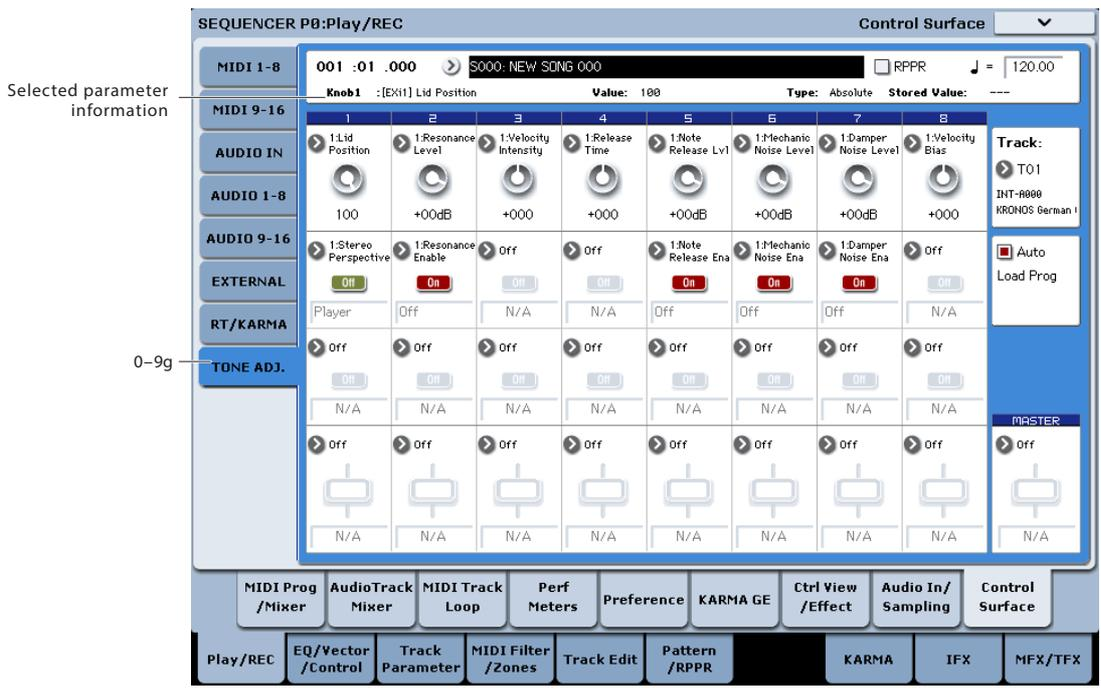 SEQUENCER P0:Play/REC
Control Surface
Selected parameter
information
0–9g
MIDI 1-8
MIDI 9-16
AUDIO IN
AUDIO 1-8
AUDIO 9-16
EXTERNAL
RT/KARMA
TONE ADJ.
001 :01 .000
S000: NEW SONG 000
RPPR
♩ = 120.00
Knob1 :[EXi1] Lid Position
Value: 100
Type: Absolute
Stored Value: ---
1 2 3 4 5 6 7 8
1:Lid Position
1:Resonance Level
1:Velocity Intensity
1:Release Time
1:Note Release Lvl
1:Mechanic Noise Level
1:Damper Noise Level
1:Velocity Bias
100 +00dB +000 +000 +00dB +00dB +00dB +000
1:Stereo Perspective
1:Resonance Enable
Off
Off
1:Note Release Ena
1:Mechanic Noise Ena
1:Damper Noise Ena
Off
Off On Off Off On On On Off
Player Off N/A N/A Off Off Off N/A
Off Off Off Off Off Off Off Off
Off Off Off Off Off Off Off Off
N/A N/A N/A N/A N/A N/A N/A N/A
Off Off Off Off Off Off Off Off
N/A N/A N/A N/A N/A N/A N/A N/A
Track:
T01
INT-A000
KRONOS German
Auto
Load Prog
MASTER
Off
N/A
MIDI Prog /Mixer
AudioTrack Mixer
MIDI Track Loop
Perf Meters
Preference
KARMA GE
Ctrl View /Effect
Audio In/ Sampling
Control Surface
Play/REC
EQ/Vector /Control
Track Parameter
MIDI Filter /Zones
Track Edit
Pattern /RPPR
KARMA
IFX
MFX/TFX